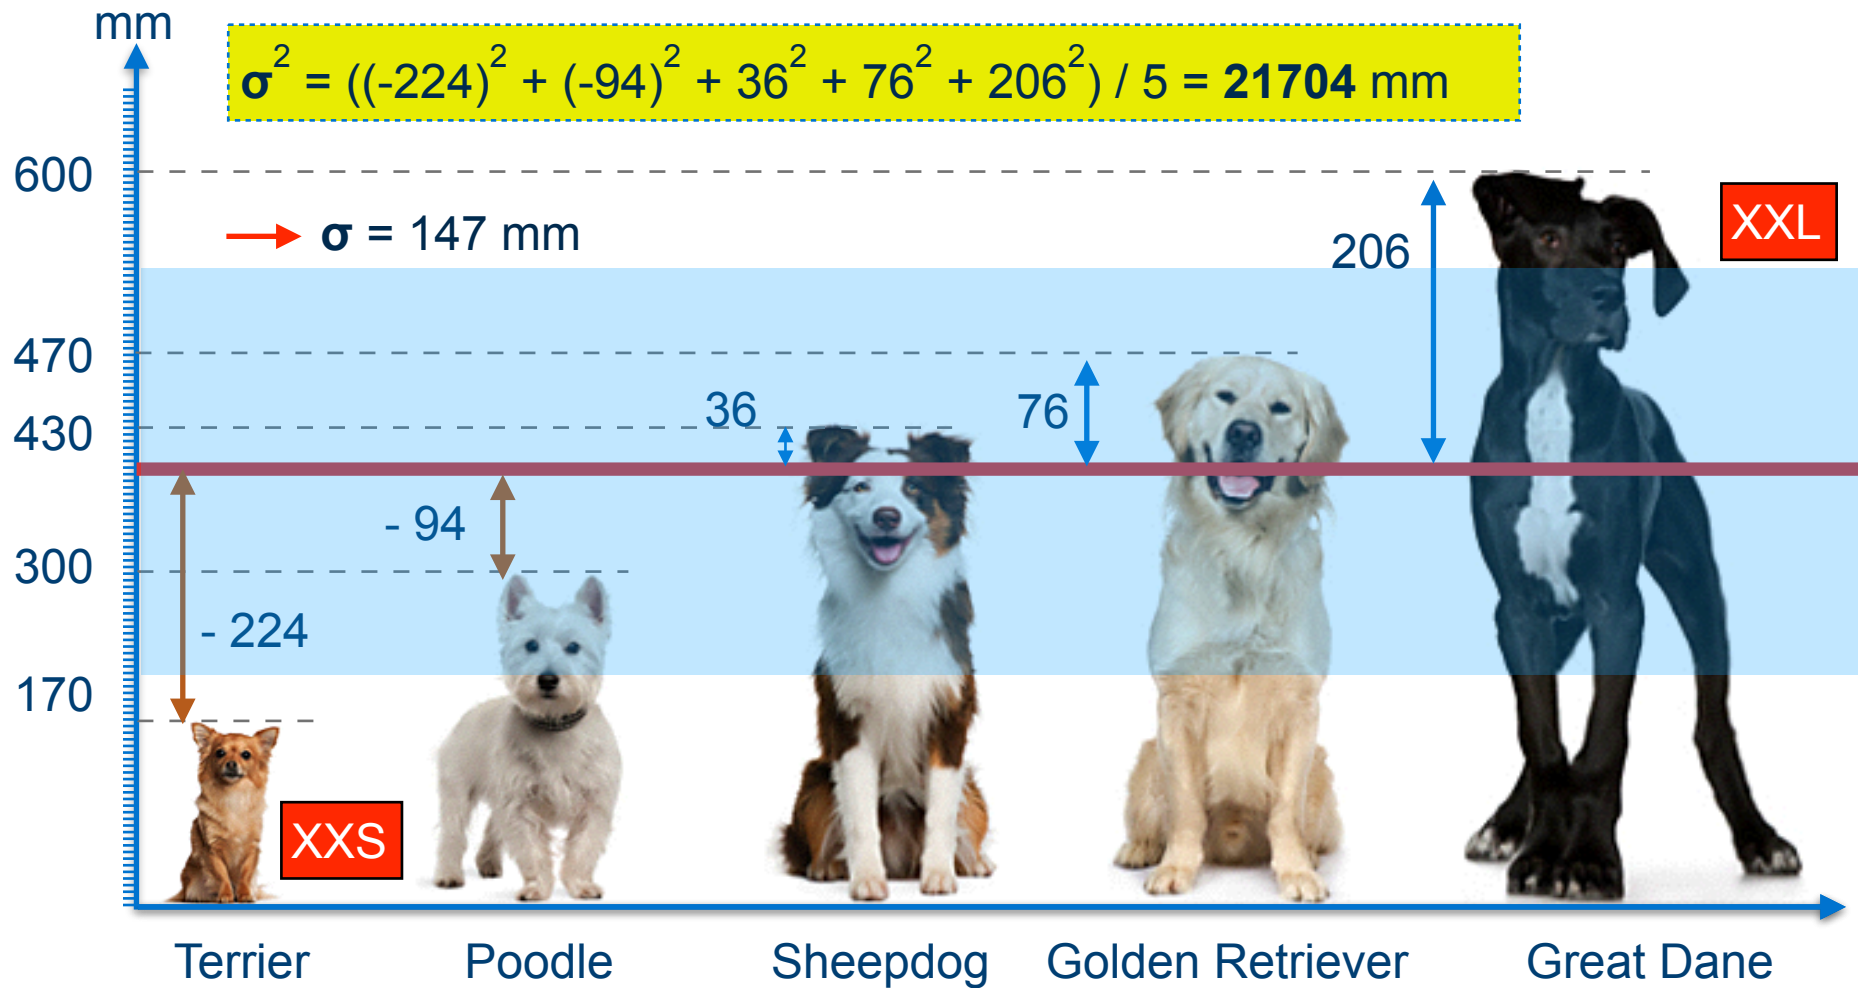 mm
σ² = ((-224)² + (-94)² + 36² + 76² + 206²) / 5 = 21704 mm
600
σ = 147 mm
XXL
206
470
36
76
430
- 94
300
- 224
170
XXS
Terrier
Poodle
Sheepdog
Golden Retriever
Great Dane